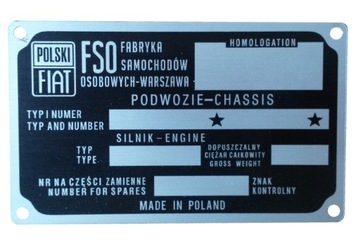 POLSKI
FIAT
FSO
FABRYKA
SAMOCHODÓW
OSOBOWYCH-WARSZAWA
HOMOLOGATION
PODWOZIE-CHASSIS
TYP I NUMER
TYP AND NUMBER
SILNIK-ENGINE
TYP
TYPE
DOPUSZCZALNY
CIĘŻAR CAŁKOWITY
GROSS WEIGHT
NR NA CZĘŚCI ZAMIENNE
NUMBER FOR SPARES
ZNAK
KONTROLNY
MADE IN POLAND